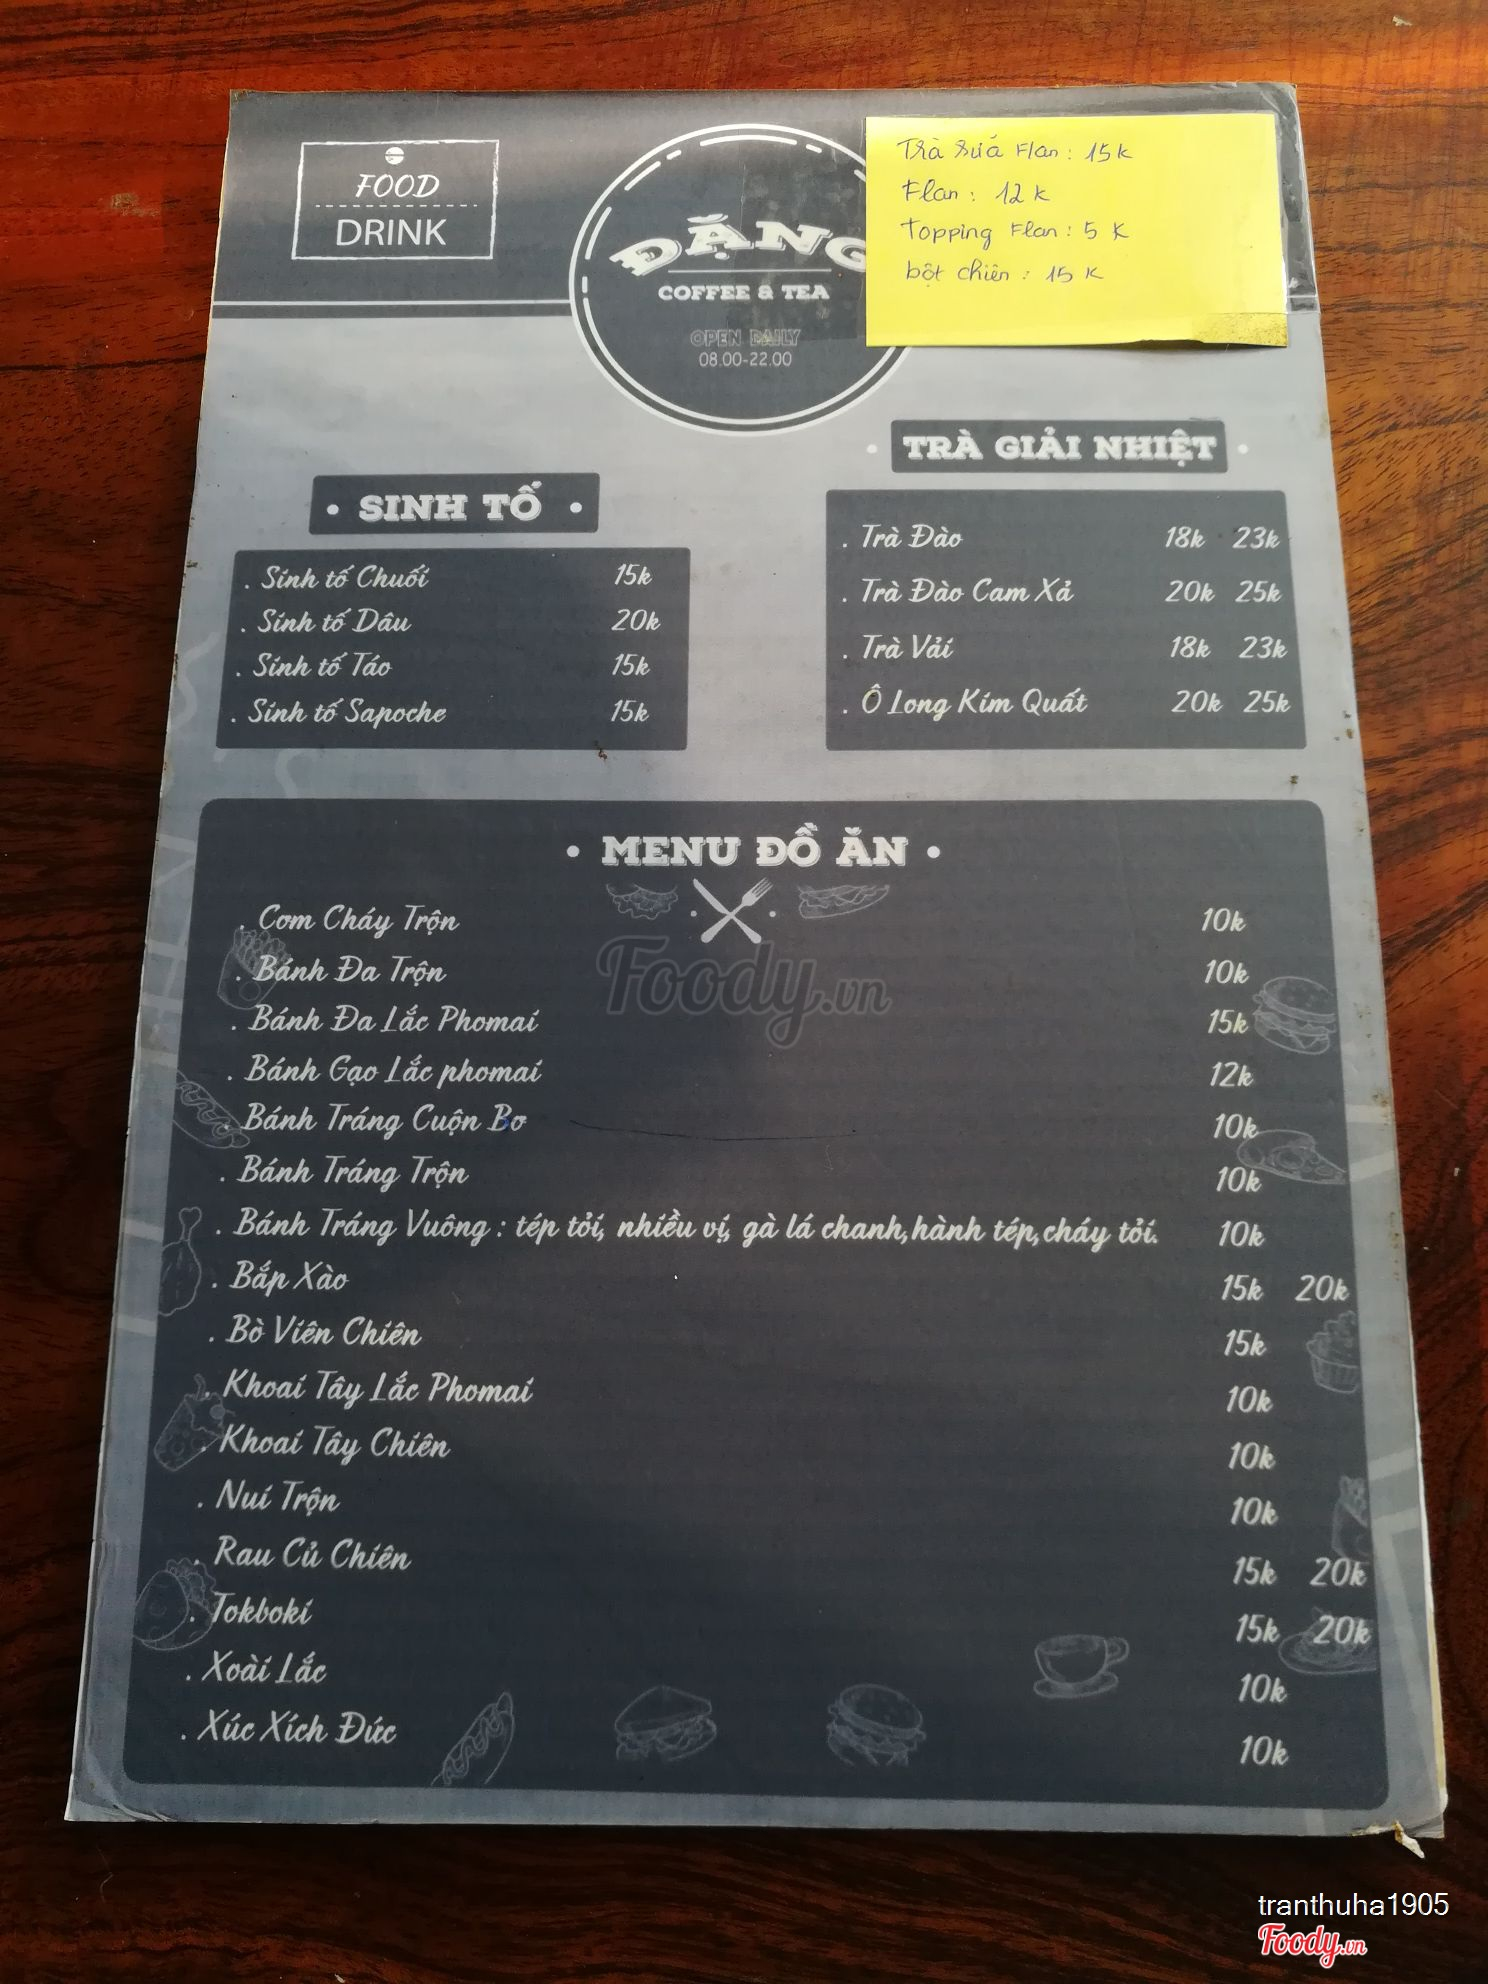 FOOD
DRINK
ĐẶNG
COFFEE & TEA
OPEN DAILY
08.00-22.00
Trà sữa Flan : 15k
Flan : 12k
Topping Flan : 5k
bột chiên : 15k
SINH TỐ
. Sinh tố Chuối 15k
. Sinh tố Dâu 20k
. Sinh tố Táo 15k
. Sinh tố Sapoche 15k
TRÀ GIẢI NHIỆT
. Trà Đào 18k 23k
. Trà Đào Cam Xả 20k 25k
. Trà Vải 18k 23k
. Ô Long Kim Quất 20k 25k
MENU ĐỒ ĂN
. Cơm Cháy Trộn 10k
. Bánh Đa Trộn 10k
. Bánh Đa Lắc Phomai 15k
. Bánh Gạo Lắc phomai 12k
. Bánh Tráng Cuộn Bơ 10k
. Bánh Tráng Trộn 10k
. Bánh Tráng Vuông : tép tỏi, nhiều vị, gà lá chanh,hành tép,cháy tỏi. 10k
. Bắp Xào 15k 20k
. Bò Viên Chiên 15k
. Khoai Tây Lắc Phomai 10k
. Khoai Tây Chiên 10k
. Nui Trộn 10k
. Rau Củ Chiên 15k 20k
. Tokboki 15k 20k
. Xoài Lắc 10k
. Xúc Xích Đức 10k
Foody.vn
tranthuha1905
Foody.vn